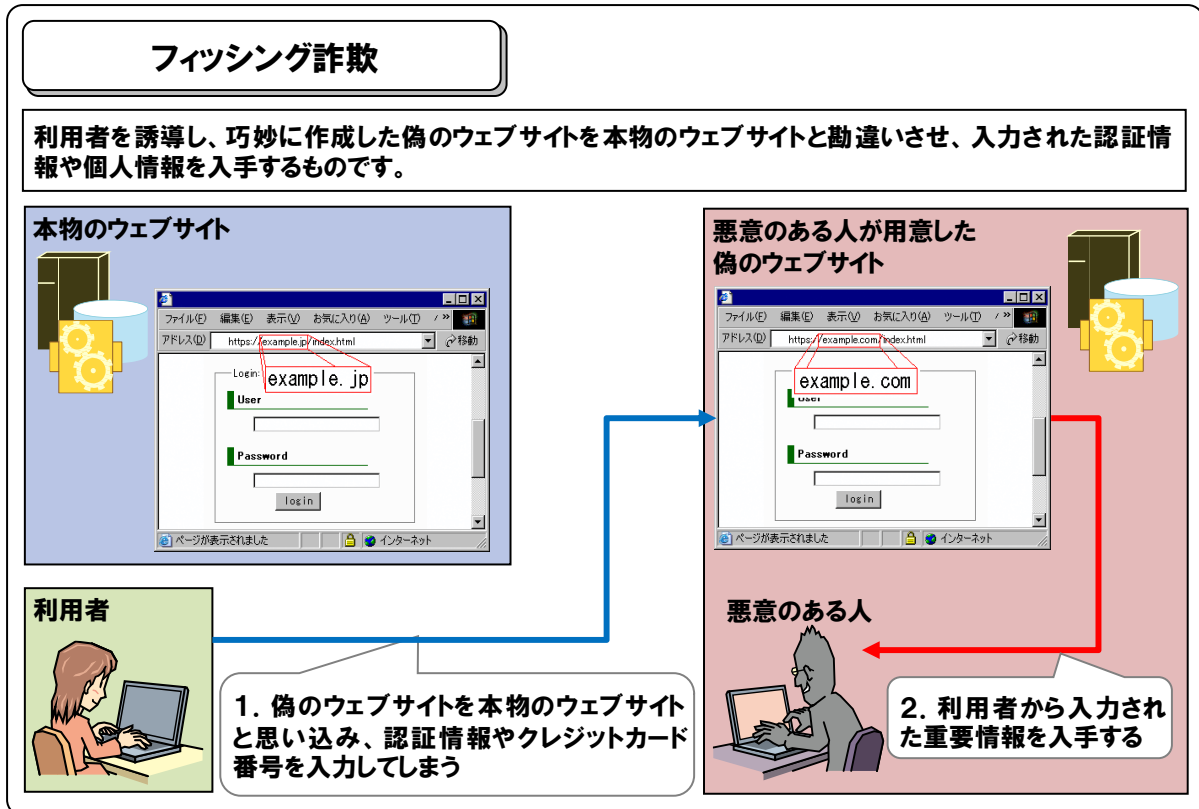 フィッシング詐欺
利用者を誘導し、巧妙に作成した偽のウェブサイトを本物のウェブサイトと勘違いさせ、入力された認証情
報や個人情報を入手するものです。
本物のウェブサイト
ファイル(F) 編集(E) 表示(V) お気に入り(A) ツール(T) »
アドレス(D) https://example.jp/index.html 移動
Login:
example. jp
User
Password
login
ページが表示されました インターネット
悪意のある人が用意した
偽のウェブサイト
ファイル(F) 編集(E) 表示(V) お気に入り(A) ツール(T) »
アドレス(D) https://example.com/index.html 移動
example. com
User
Password
login
ページが表示されました インターネット
利用者
1. 偽のウェブサイトを本物のウェブサイト
と思い込み、認証情報やクレジットカード
番号を入力してしまう
悪意のある人
2. 利用者から入力され
た重要情報を入手する